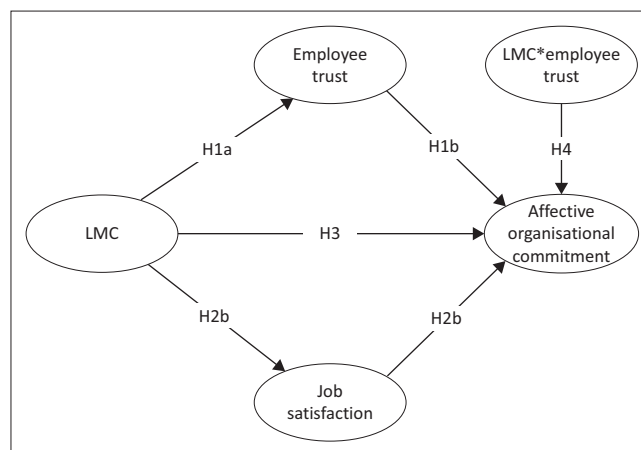 Employee
trust
LMC*employee
trust
H1a
H1b
H4
LMC
H3
Affective
organisational
commitment
H2b
H2b
Job
satisfaction